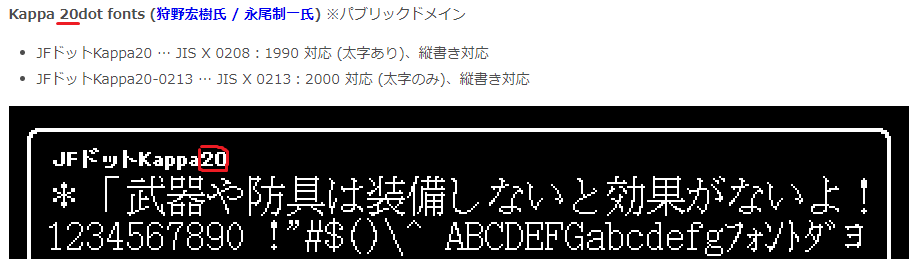 Kappa 20dot fonts (狩野宏樹氏 / 永尾制一氏) ※パブリックドメイン
• JFドットKappa20 … JIS X 0208 : 1990 対応 (太字あり)、縦書き対応
• JFドットKappa20-0213 … JIS X 0213 : 2000 対応 (太字のみ)、縦書き対応
JFドットKappa20
*「武器や防具は装備しないと効果がないよ！
1234567890 !"#$()\^ ABCDEFGabcdefgﾌｫﾝﾄﾀﾞﾖ